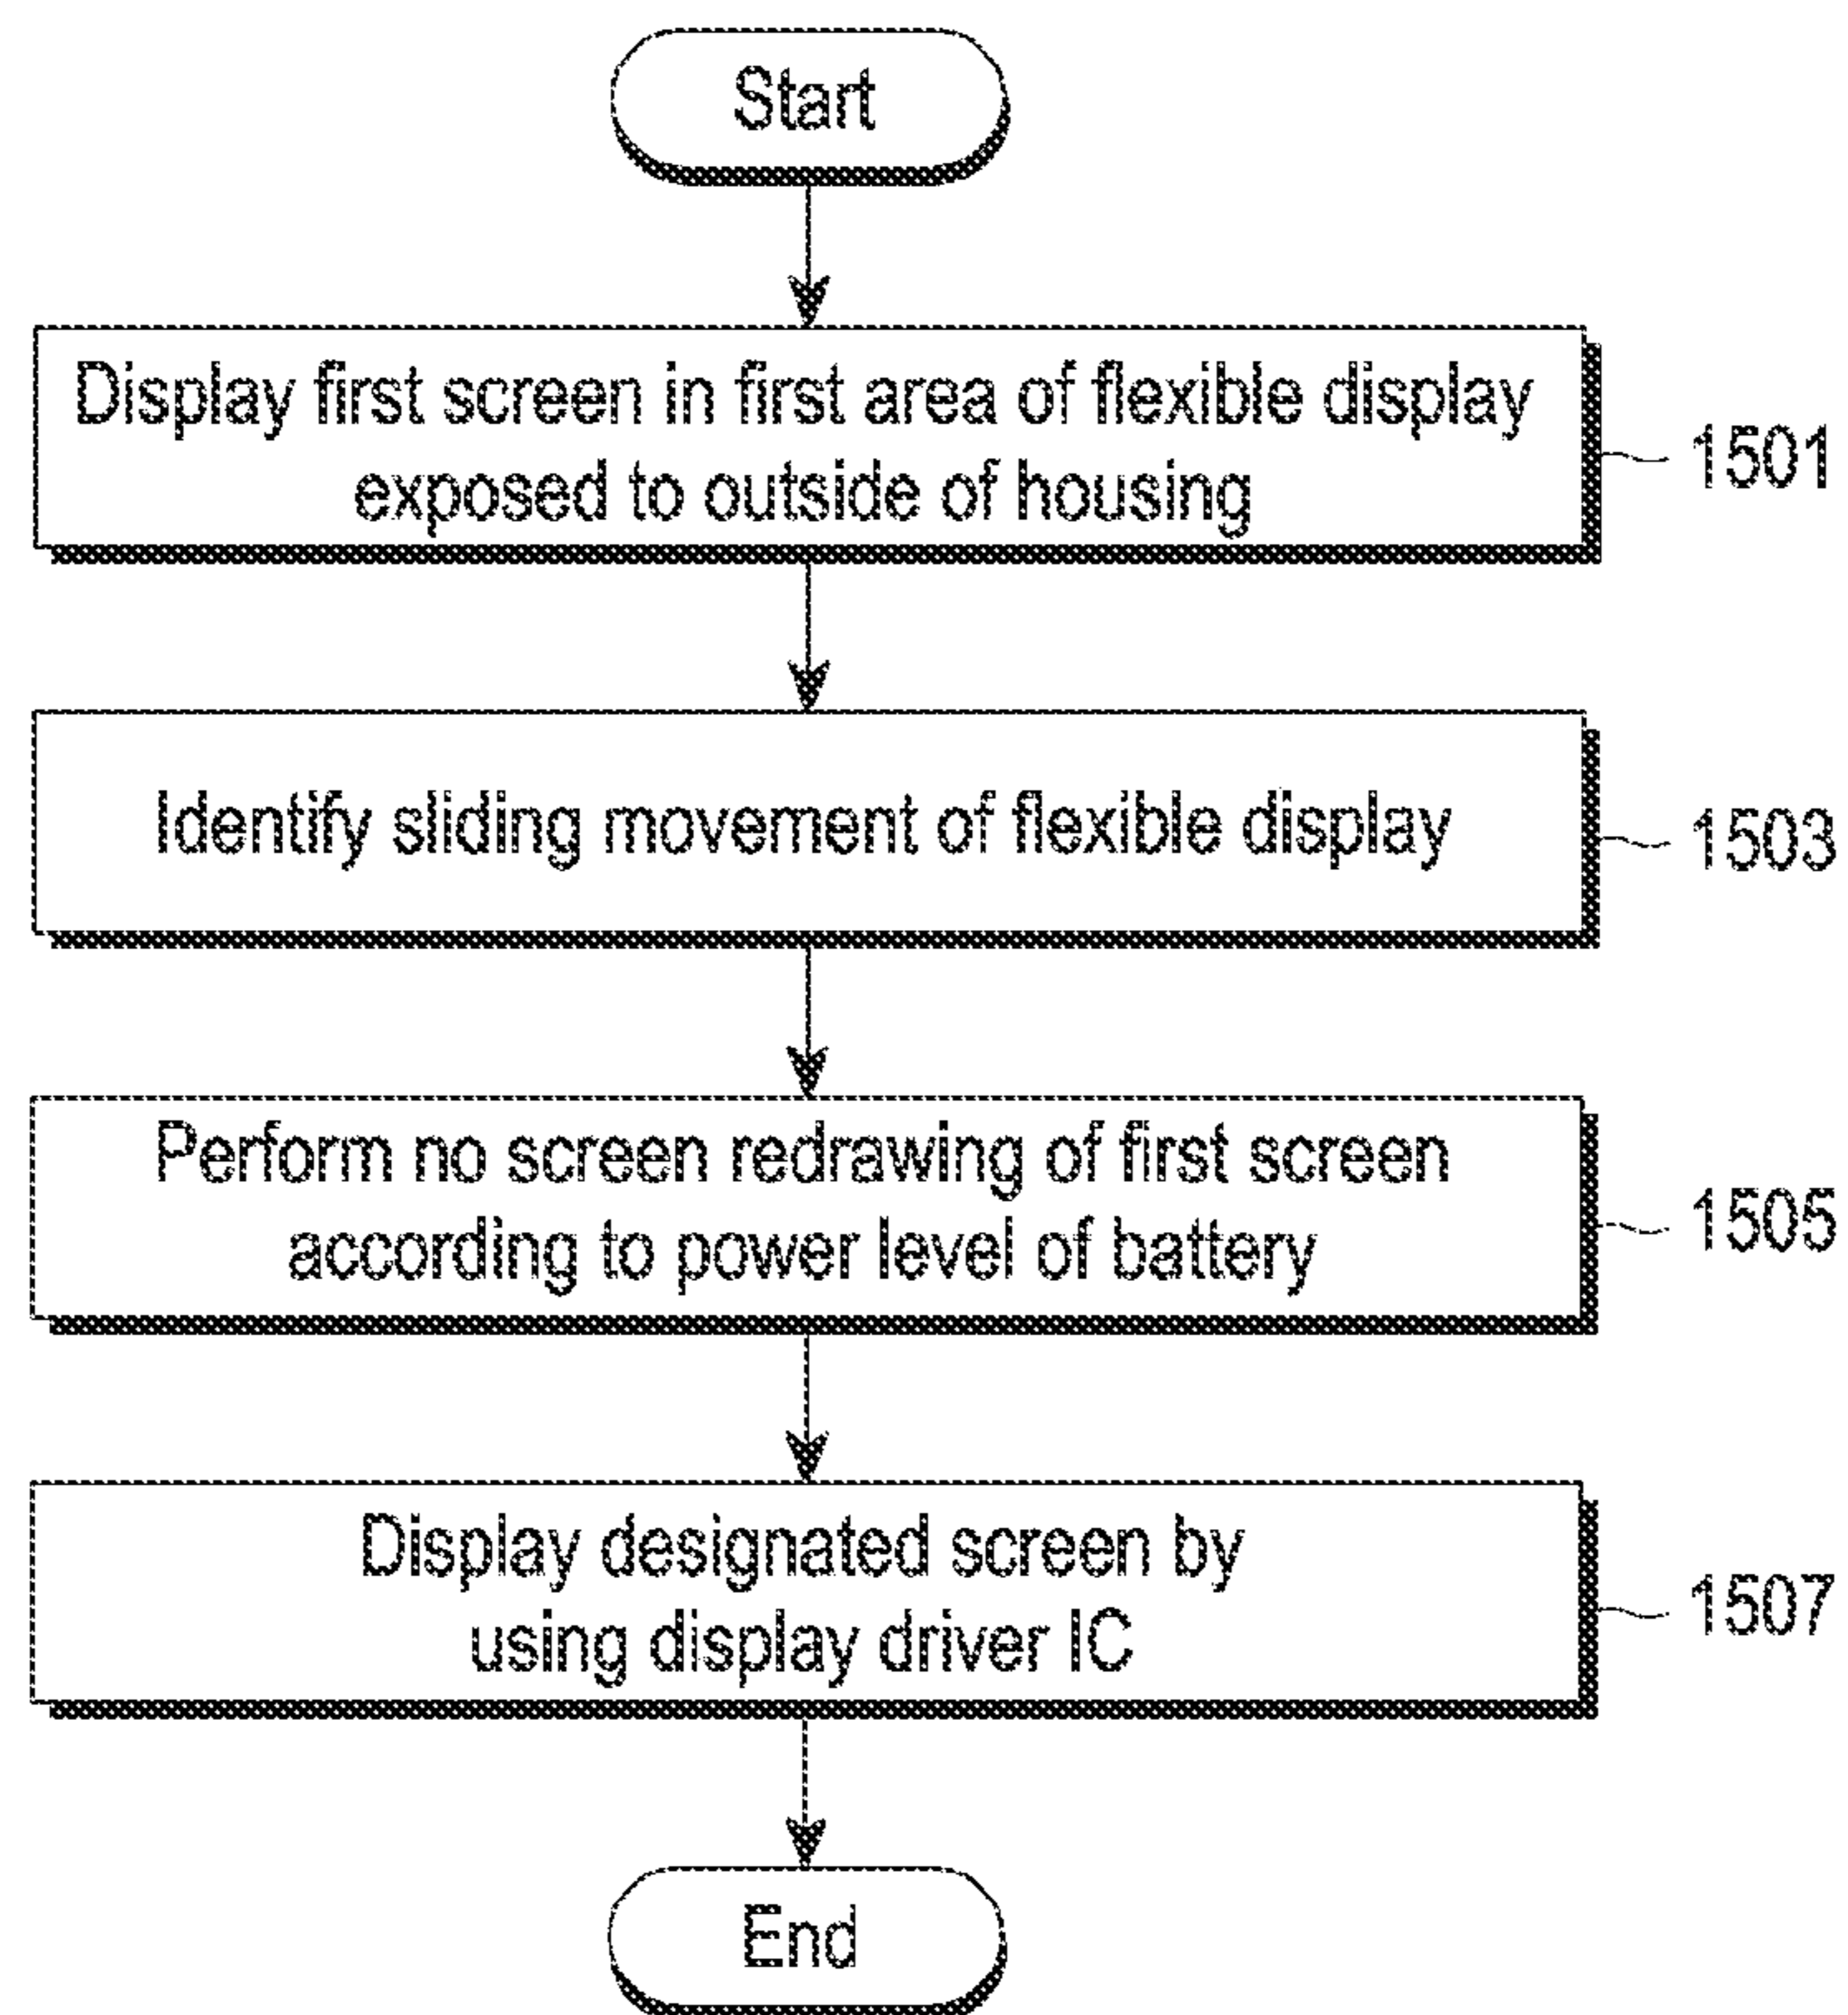 Start
Display first screen in first area of flexible display
exposed to outside of housing
1501
Identify sliding movement of flexible display
1503
Perform no screen redrawing of first screen
according to power level of battery
1505
Display designated screen by
using display driver IC
1507
End